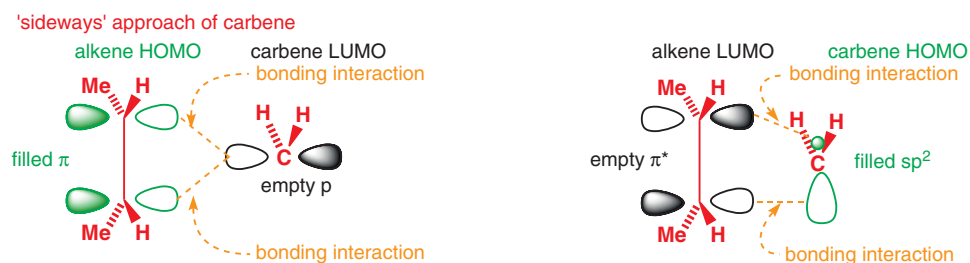 'sideways' approach of carbene
alkene HOMO
carbene LUMO
bonding interaction
Me
H
H
H
filled π
C
empty p
Me
H
bonding interaction
alkene LUMO
carbene HOMO
bonding interaction
Me
H
H
H
empty π*
C
filled sp²
Me
H
bonding interaction